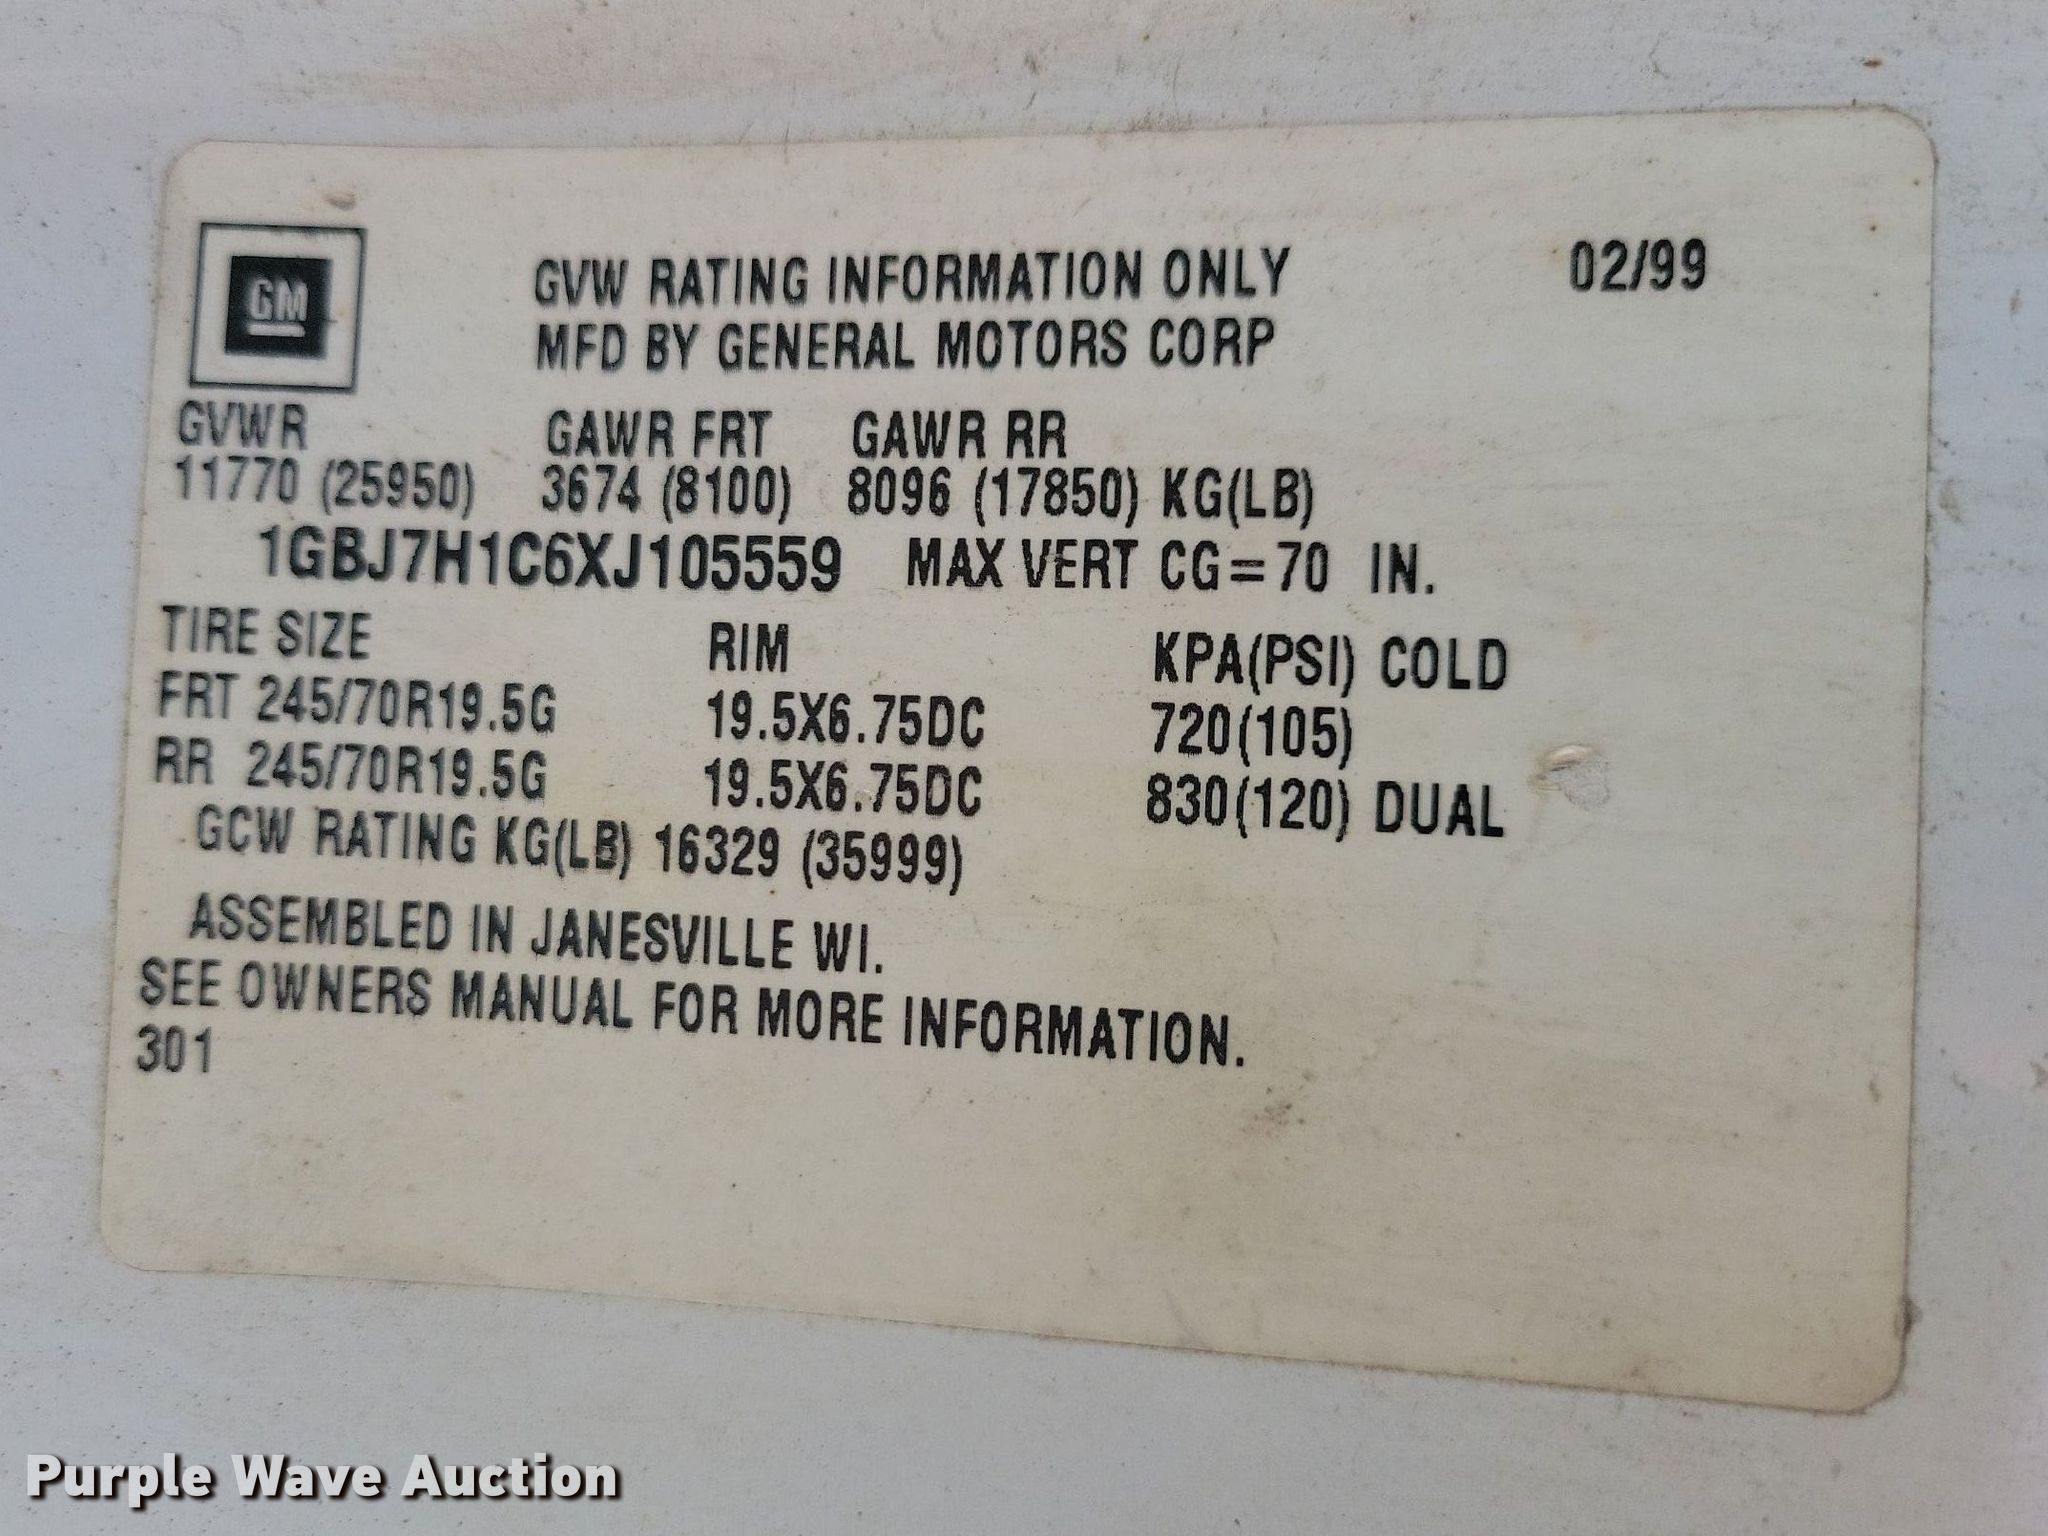 GM
GVW RATING INFORMATION ONLY 02/99
MFD BY GENERAL MOTORS CORP
GVWR GAWR FRT GAWR RR
11770 (25950) 3674 (8100) 8096 (17850) KG(LB)
1GBJ7H1C6XJ105559 MAX VERT CG=70 IN.
TIRE SIZE RIM KPA(PSI) COLD
FRT 245/70R19.5G 19.5X6.75DC 720(105)
RR 245/70R19.5G 19.5X6.75DC 830(120) DUAL
GCW RATING KG(LB) 16329 (35999)
ASSEMBLED IN JANESVILLE WI.
SEE OWNERS MANUAL FOR MORE INFORMATION.
301
Purple Wave Auction